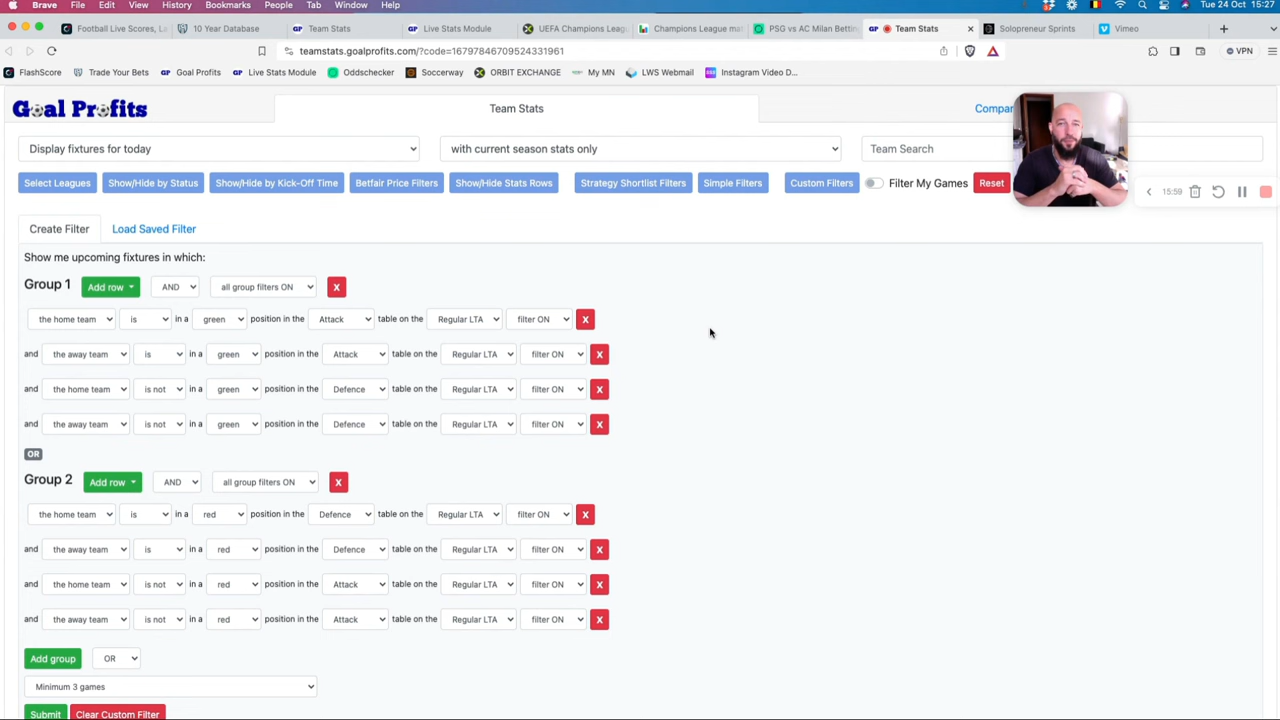 Brave File Edit View History Bookmarks People Tab Window Help Tue 24 Oct 15:27
Football Live Scores, La 10 Year Database GP Team Stats GP Live Stats Module UEFA Champions Leag Champions League mat PSG vs AC Milan Bettin GP Team Stats Solopreneur Sprints Vimeo
teamstats.goalprofits.com/?code=16797846709524331961 VPN
FlashScore Trade Your Bets GP Goal Profits GP Live Stats Module Oddschecker Soccerway ORBIT EXCHANGE My MN LWS Webmail Instagram Video D...
Goal Profits Team Stats Compar
Display fixtures for today with current season stats only Team Search
Select Leagues Show/Hide by Status Show/Hide by Kick-Off Time Betfair Price Filters Show/Hide Stats Rows Strategy Shortlist Filters Simple Filters Custom Filters Filter My Games Reset 15:59
Create Filter Load Saved Filter
Show me upcoming fixtures in which:
Group 1 Add row AND all group filters ON X
the home team is in a green position in the Attack table on the Regular LTA filter ON X
and the away team is in a green position in the Attack table on the Regular LTA filter ON X
and the home team is not in a green position in the Defence table on the Regular LTA filter ON X
and the away team is not in a green position in the Defence table on the Regular LTA filter ON X
OR
Group 2 Add row AND all group filters ON X
the home team is in a red position in the Defence table on the Regular LTA filter ON X
and the away team is in a red position in the Defence table on the Regular LTA filter ON X
and the home team is not in a red position in the Attack table on the Regular LTA filter ON X
and the away team is not in a red position in the Attack table on the Regular LTA filter ON X
Add group OR
Minimum 3 games
Submit Clear Custom Filter